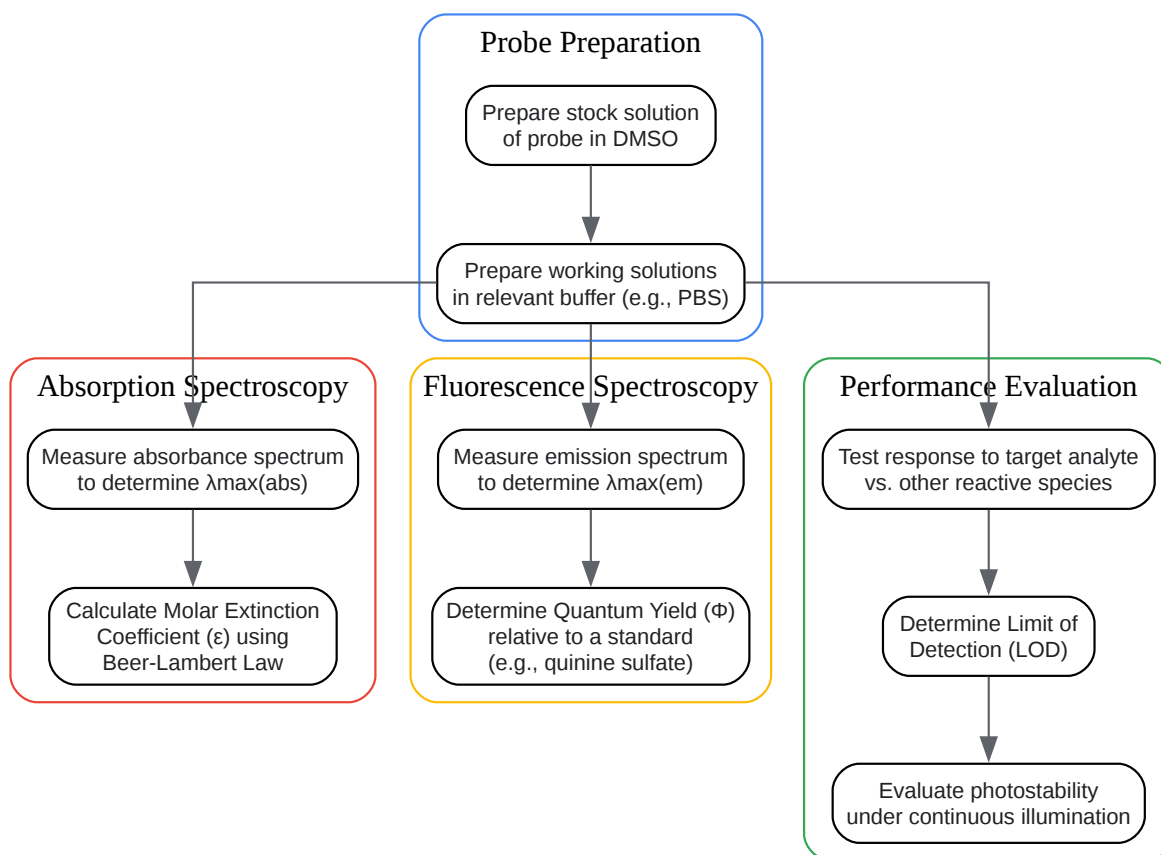 Probe Preparation
Prepare stock solution
of probe in DMSO
Prepare working solutions
in relevant buffer (e.g., PBS)
Absorption Spectroscopy
Measure absorbance spectrum
to determine λmax(abs)
Calculate Molar Extinction
Coefficient (ε) using
Beer-Lambert Law
Fluorescence Spectroscopy
Measure emission spectrum
to determine λmax(em)
Determine Quantum Yield (Φ)
relative to a standard
(e.g., quinine sulfate)
Performance Evaluation
Test response to target analyte
vs. other reactive species
Determine Limit of
Detection (LOD)
Evaluate photostability
under continuous illumination